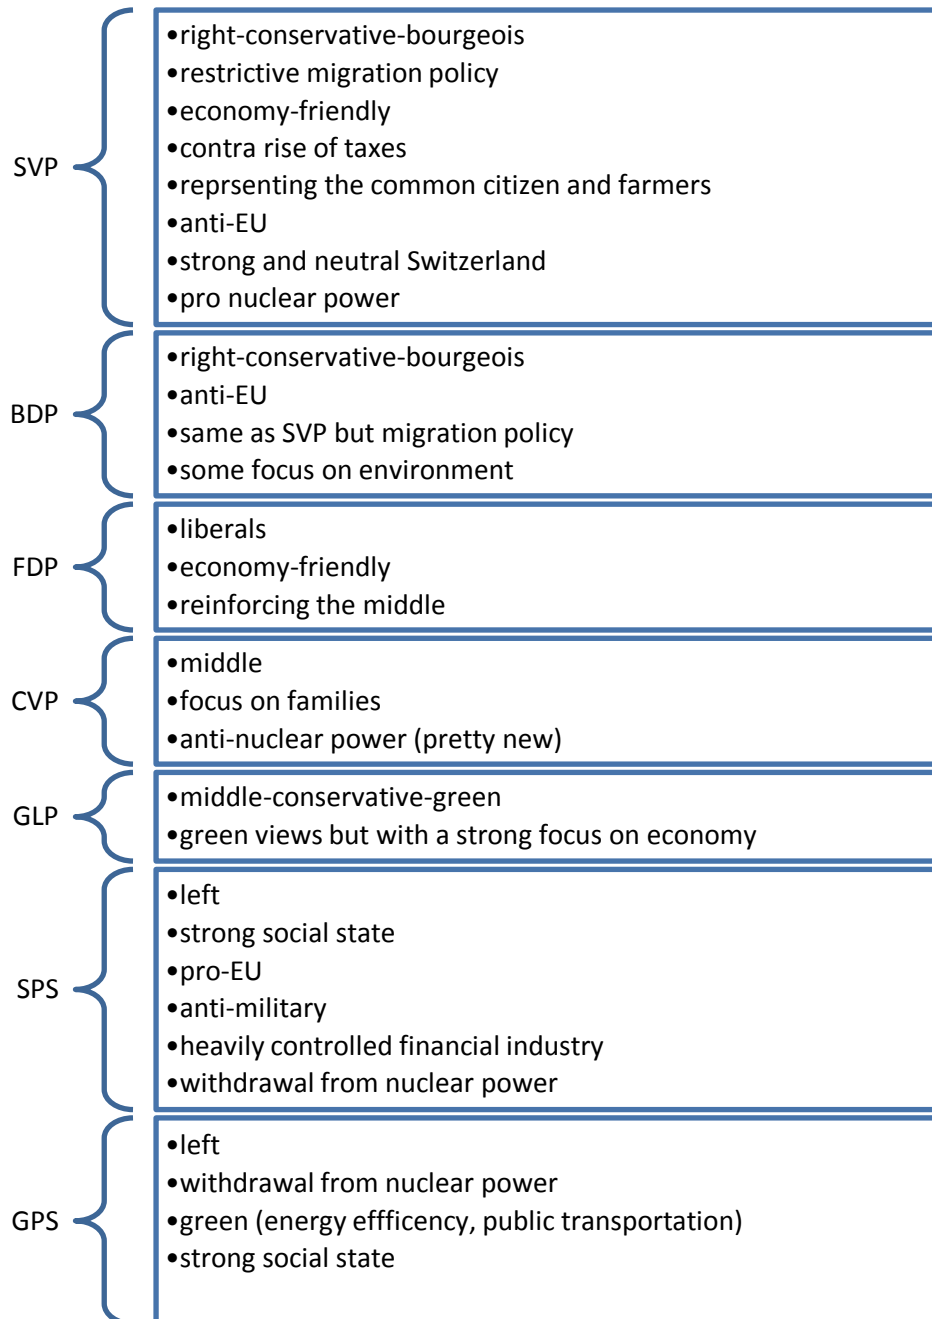 SVP
•right-conservative-bourgeois
•restrictive migration policy
•economy-friendly
•contra rise of taxes
•reprsenting the common citizen and farmers
•anti-EU
•strong and neutral Switzerland
•pro nuclear power
BDP
•right-conservative-bourgeois
•anti-EU
•same as SVP but migration policy
•some focus on environment
FDP
•liberals
•economy-friendly
•reinforcing the middle
CVP
•middle
•focus on families
•anti-nuclear power (pretty new)
GLP
•middle-conservative-green
•green views but with a strong focus on economy
SPS
•left
•strong social state
•pro-EU
•anti-military
•heavily controlled financial industry
•withdrawal from nuclear power
GPS
•left
•withdrawal from nuclear power
•green (energy effficency, public transportation)
•strong social state